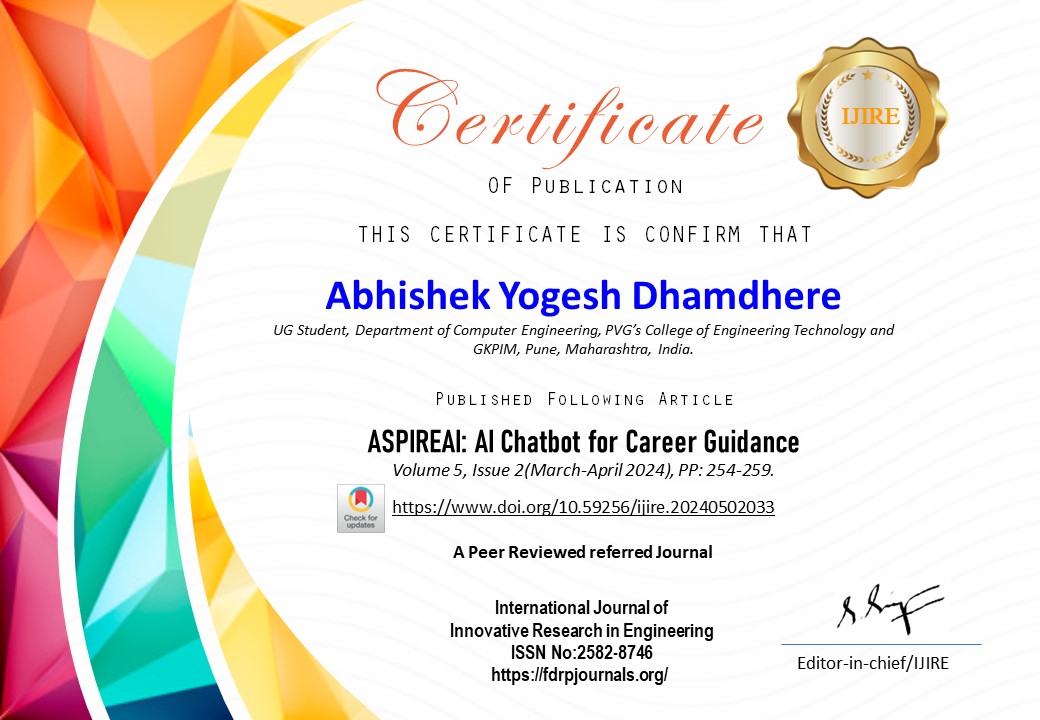 Certificate
IJIRE
OF PUBLICATION
THIS CERTIFICATE IS CONFIRM THAT
Abhishek Yogesh Dhamdhere
UG Student, Department of Computer Engineering, PVG’s College of Engineering Technology and
GKPIM, Pune, Maharashtra, India.
PUBLISHED FOLLOWING ARTICLE
ASPIREAI: AI Chatbot for Career Guidance
Volume 5, Issue 2(March-April 2024), PP: 254-259.
Check for
updates
https://www.doi.org/10.59256/ijire.20240502033
A Peer Reviewed referred Journal
International Journal of
Innovative Research in Engineering
ISSN No:2582-8746
https://fdrpjournals.org/
Editor-in-chief/IJIRE